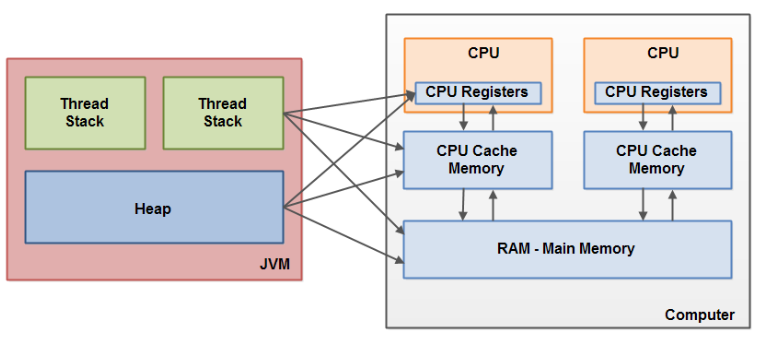 Thread
Stack
Thread
Stack
Heap
JVM
CPU
CPU Registers
CPU Cache
Memory
CPU
CPU Registers
CPU Cache
Memory
RAM - Main Memory
Computer